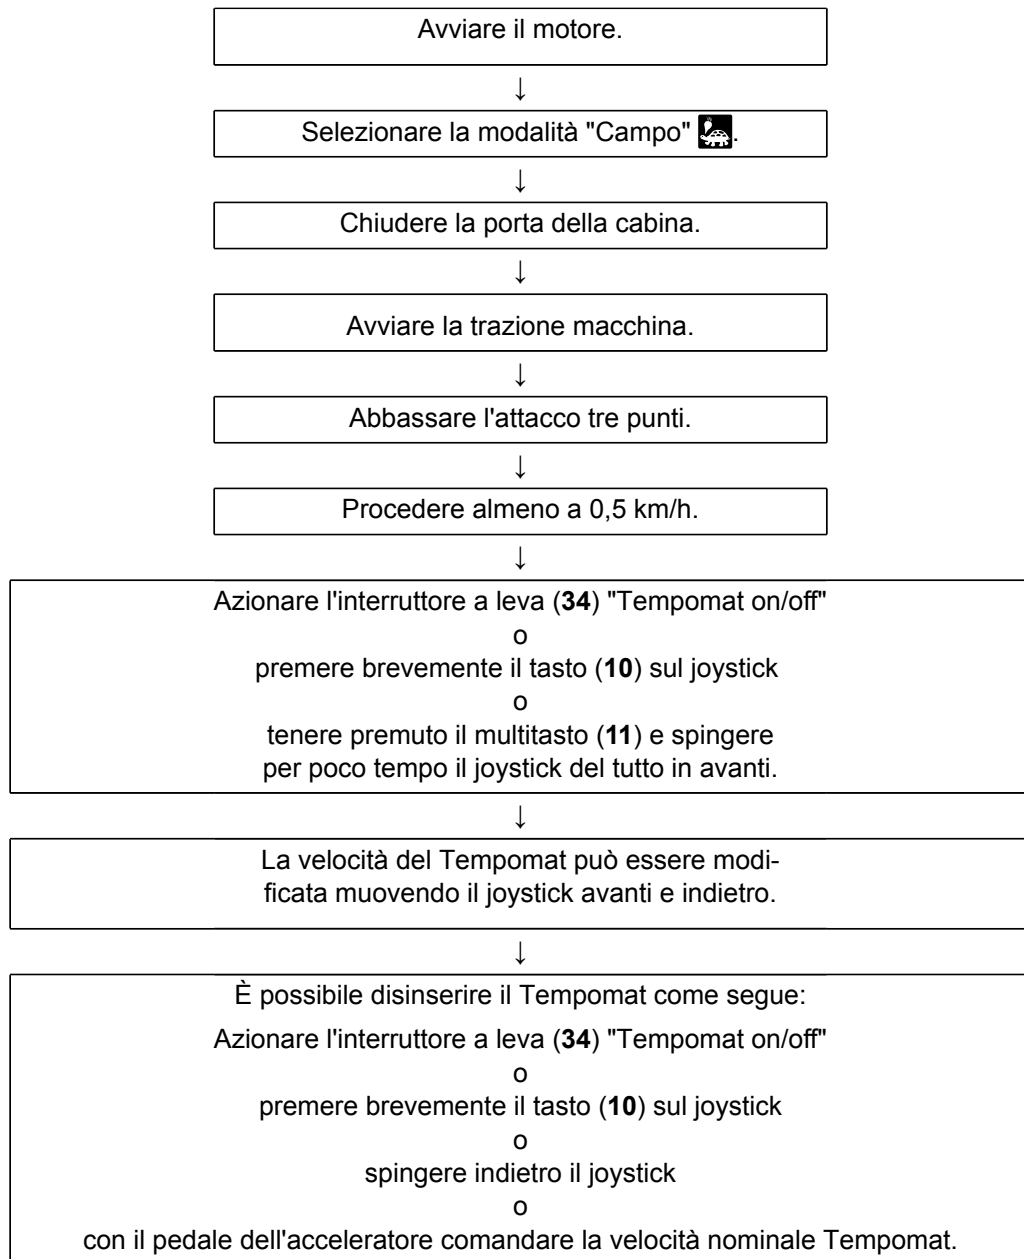 Avviare il motore.
↓
Selezionare la modalità "Campo" .
↓
Chiudere la porta della cabina.
↓
Avviare la trazione macchina.
↓
Abbassare l'attacco tre punti.
↓
Procedere almeno a 0,5 km/h.
↓
Azionare l'interruttore a leva (34) "Tempomat on/off"
o
premere brevemente il tasto (10) sul joystick
o
tenere premuto il multitasto (11) e spingere
per poco tempo il joystick del tutto in avanti.
↓
La velocità del Tempomat può essere modi-
ficata muovendo il joystick avanti e indietro.
↓
È possibile disinserire il Tempomat come segue:
Azionare l'interruttore a leva (34) "Tempomat on/off"
o
premere brevemente il tasto (10) sul joystick
o
spingere indietro il joystick
o
con il pedale dell'acceleratore comandare la velocità nominale Tempomat.